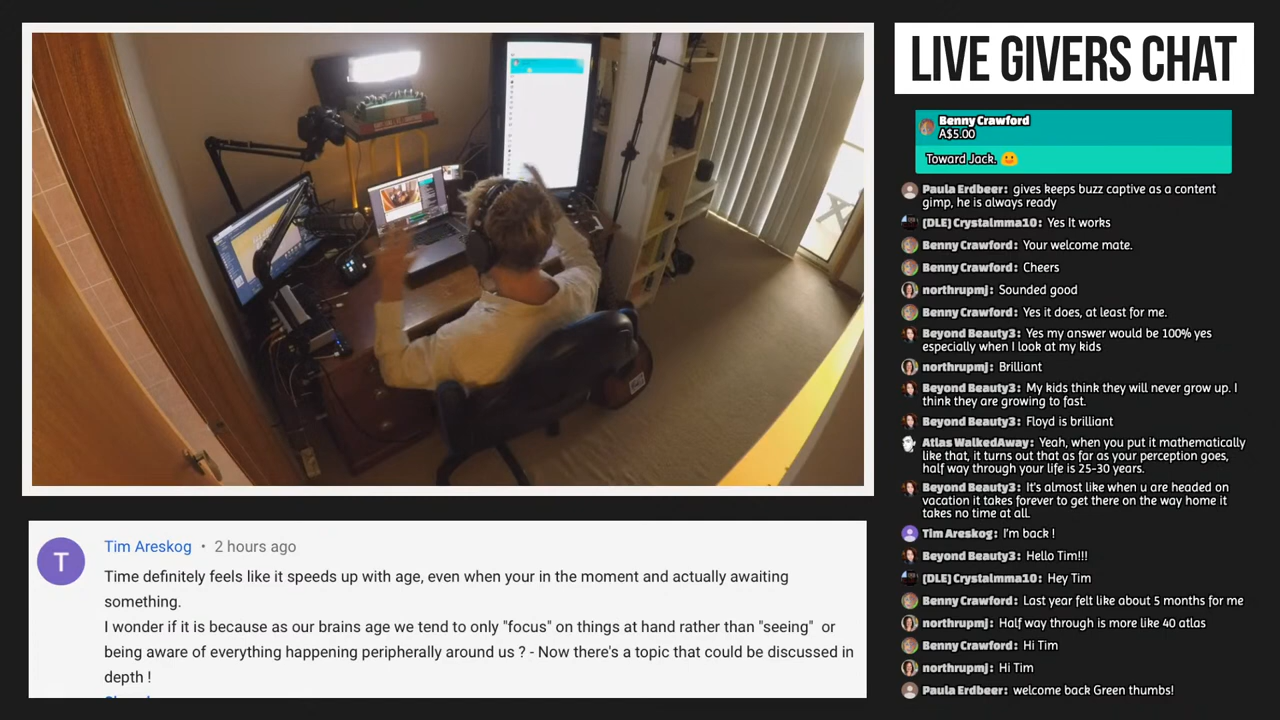 LIVE GIVERS CHAT
Benny Crawford
A$5.00
Toward Jack. 🙂
Paula Erdbeer: gives keeps buzz captive as a content
gimp, he is always ready
(DLE) Crystalmma10: Yes It works
Benny Crawford: Your welcome mate.
Benny Crawford: Cheers
northrupmj: Sounded good
Benny Crawford: Yes it does, at least for me.
Beyond Beauty3: Yes my answer would be 100% yes
especially when I look at my kids
northrupmj: Brilliant
Beyond Beauty3: My kids think they will never grow up. I
think they are growing to fast.
Beyond Beauty3: Floyd is brilliant
Atlas WalkedAway: Yeah, when you put it mathematically
like that, it turns out that as far as your perception goes,
half way through your life is 25-30 years.
Beyond Beauty3: It's almost like when u are headed on
vacation it takes forever to get there on the way home it
takes no time at all.
Tim Areskog: I'm back !
Beyond Beauty3: Hello Tim!!!
(DLE) Crystalmma10: Hey Tim
Benny Crawford: Last year felt like about 5 months for me
northrupmj: Half way through is more like 40 atlas
Benny Crawford: Hi Tim
northrupmj: Hi Tim
Paula Erdbeer: welcome back Green thumbs!
T
Tim Areskog • 2 hours ago
Time definitely feels like it speeds up with age, even when your in the moment and actually awaiting
something.
I wonder if it is because as our brains age we tend to only "focus" on things at hand rather than "seeing" or
being aware of everything happening peripherally around us ? - Now there's a topic that could be discussed in
depth !